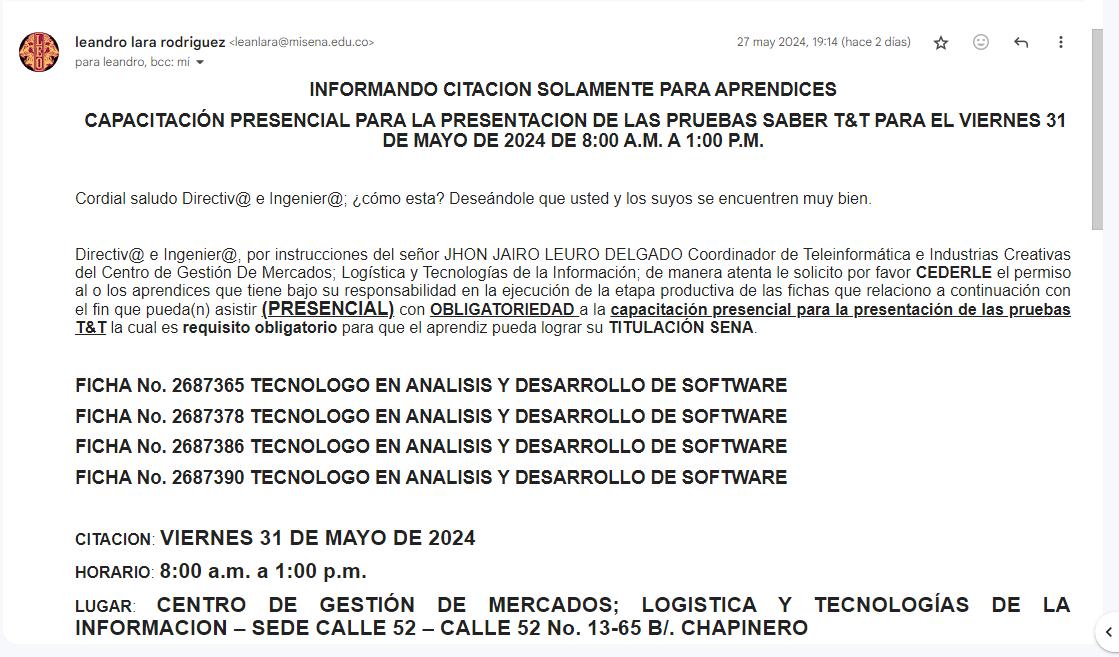 leandro lara rodriguez <leanlara@misena.edu.co>
27 may 2024, 19:14 (hace 2 días)
para leandro, bcc: mí
INFORMANDO CITACION SOLAMENTE PARA APRENDICES
CAPACITACIÓN PRESENCIAL PARA LA PRESENTACION DE LAS PRUEBAS SABER T&T PARA EL VIERNES 31
DE MAYO DE 2024 DE 8:00 A.M. A 1:00 P.M.
Cordial saludo Directiv@ e Ingenier@; ¿cómo esta? Deseándole que usted y los suyos se encuentren muy bien.
Directiv@ e Ingenier@, por instrucciones del señor JHON JAIRO LEURO DELGADO Coordinador de Teleinformática e Industrias Creativas
del Centro de Gestión De Mercados; Logística y Tecnologías de la Información; de manera atenta le solicito por favor CEDERLE el permiso
al o los aprendices que tiene bajo su responsabilidad en la ejecución de la etapa productiva de las fichas que relaciono a continuación con
el fin que pueda(n) asistir (PRESENCIAL) con OBLIGATORIEDAD a la capacitación presencial para la presentación de las pruebas
T&T la cual es requisito obligatorio para que el aprendiz pueda lograr su TITULACIÓN SENA.
FICHA No. 2687365 TECNOLOGO EN ANALISIS Y DESARROLLO DE SOFTWARE
FICHA No. 2687378 TECNOLOGO EN ANALISIS Y DESARROLLO DE SOFTWARE
FICHA No. 2687386 TECNOLOGO EN ANALISIS Y DESARROLLO DE SOFTWARE
FICHA No. 2687390 TECNOLOGO EN ANALISIS Y DESARROLLO DE SOFTWARE
CITACION: VIERNES 31 DE MAYO DE 2024
HORARIO: 8:00 a.m. a 1:00 p.m.
LUGAR: CENTRO DE GESTIÓN DE MERCADOS; LOGISTICA Y TECNOLOGÍAS DE LA
INFORMACION – SEDE CALLE 52 – CALLE 52 No. 13-65 B/. CHAPINERO